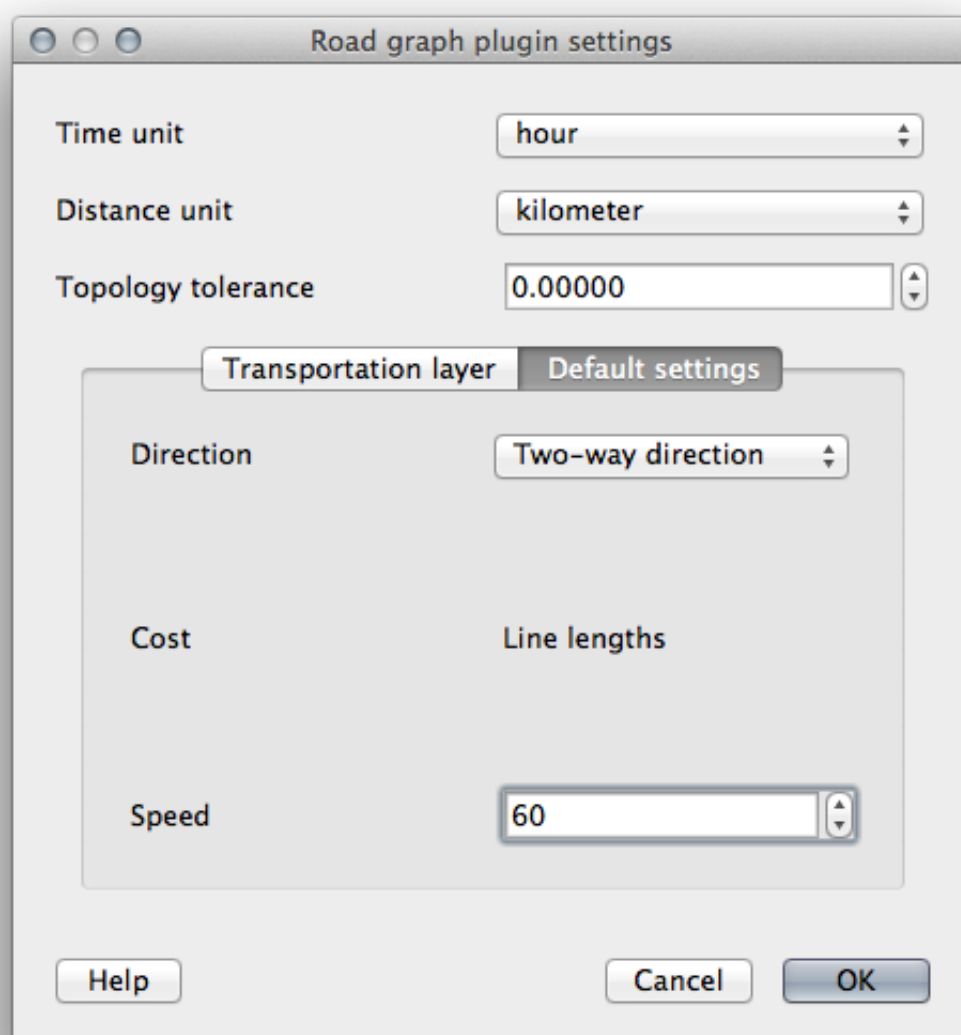 Road graph plugin settings
Time unit hour
Distance unit kilometer
Topology tolerance 0.00000
Transportation layer Default settings
Direction Two-way direction
Cost Line lengths
Speed 60
Help Cancel OK